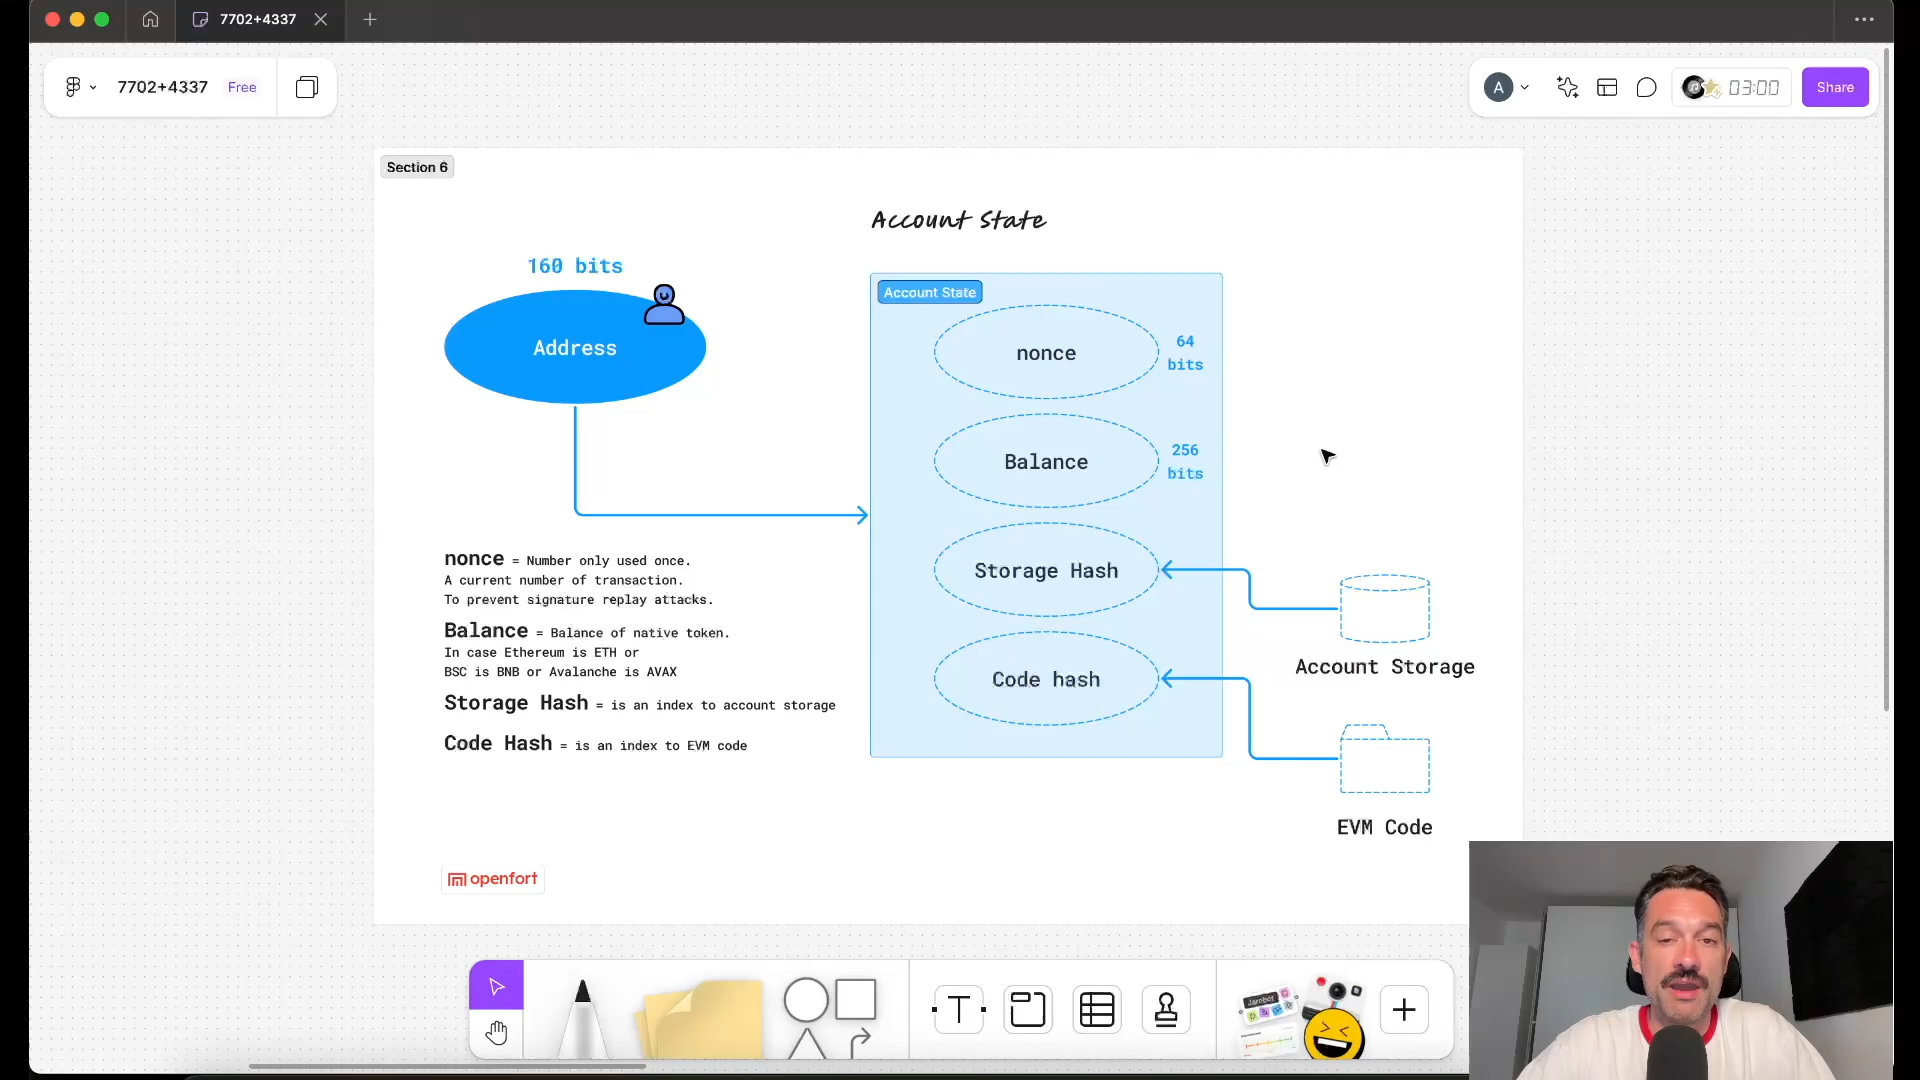 7702+4337
7702+4337
Free
A
03:00
Share
Section 6
Account State
160 bits
Address
Account State
nonce
64
bits
Balance
256
bits
Storage Hash
Code hash
nonce = Number only used once.
A current number of transaction.
To prevent signature replay attacks.
Balance = Balance of native token.
In case Ethereum is ETH or
BSC is BNB or Avalanche is AVAX
Storage Hash = is an index to account storage
Code Hash = is an index to EVM code
Account Storage
EVM Code
openfort
T
Jambot